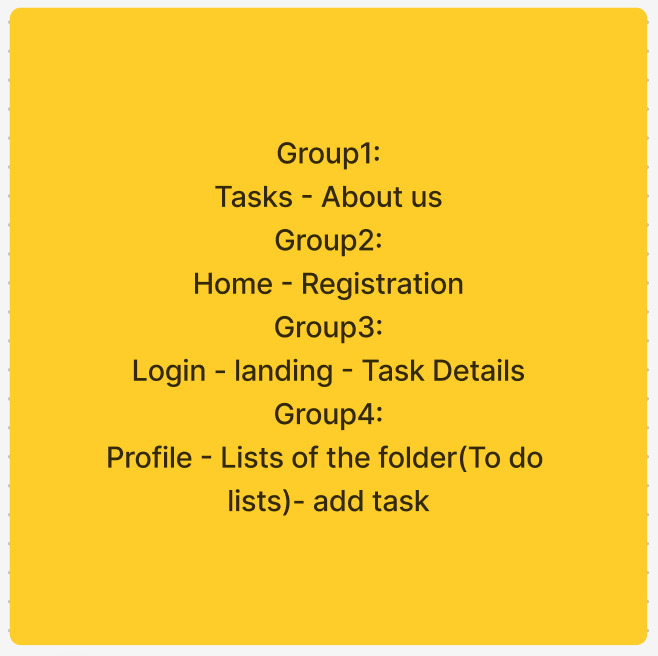 Group1:
Tasks - About us
Group2:
Home - Registration
Group3:
Login - landing - Task Details
Group4:
Profile - Lists of the folder(To do
lists)- add task